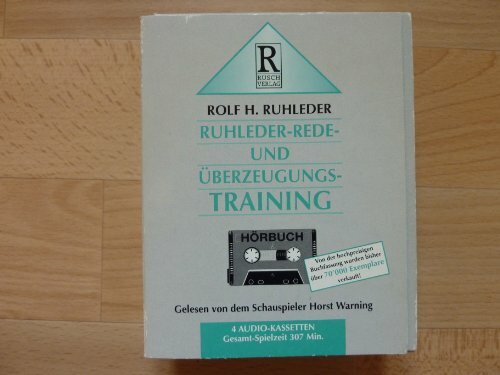 R
RUSCH
VERLAG
ROLF H. RUHLEDER
RUHLEDER-REDE-
UND
ÜBERZEUGUNGS-
TRAINING
HÖRBUCH
Von der hochpreisigen
Buchfassung wurden bisher
über 70'000 Exemplare
verkauft!
Gelesen von dem Schauspieler Horst Warning
4 AUDIO-KASSETTEN
Gesamt-Spielzeit 307 Min.